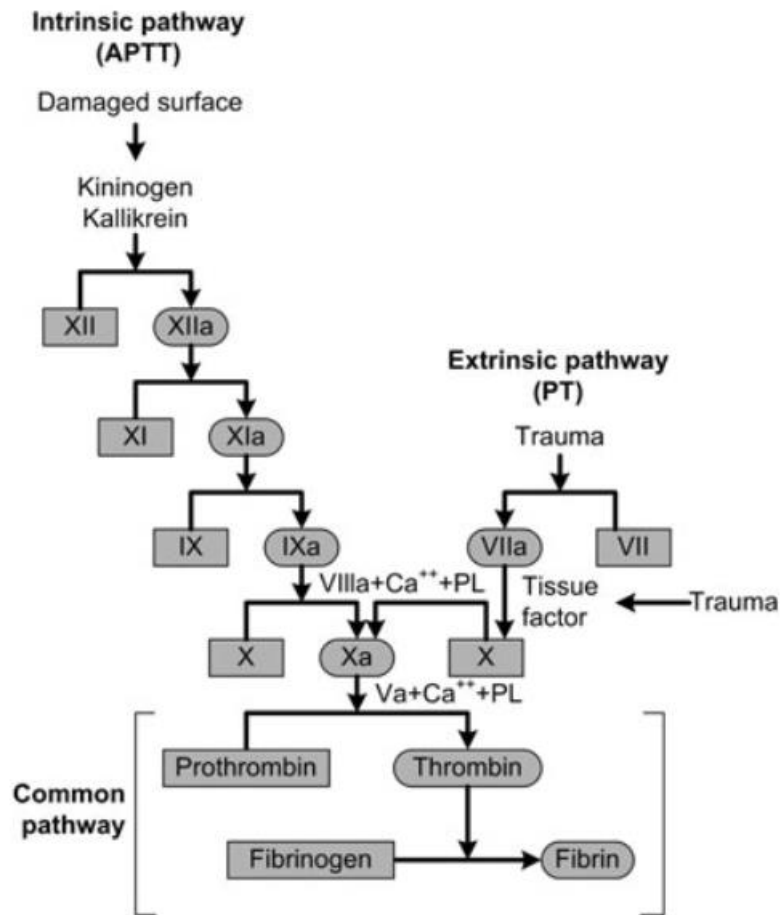 Intrinsic pathway
(APTT)
Damaged surface
Kininogen
Kallikrein
XII
XIIa
Extrinsic pathway
(PT)
XI
XIa
Trauma
IX
IXa
VIIa
VII
VIIIa+Ca+++PL
Tissue
factor
Trauma
X
Xa
X
Va+Ca+++PL
Prothrombin
Thrombin
Common
pathway
Fibrinogen
Fibrin